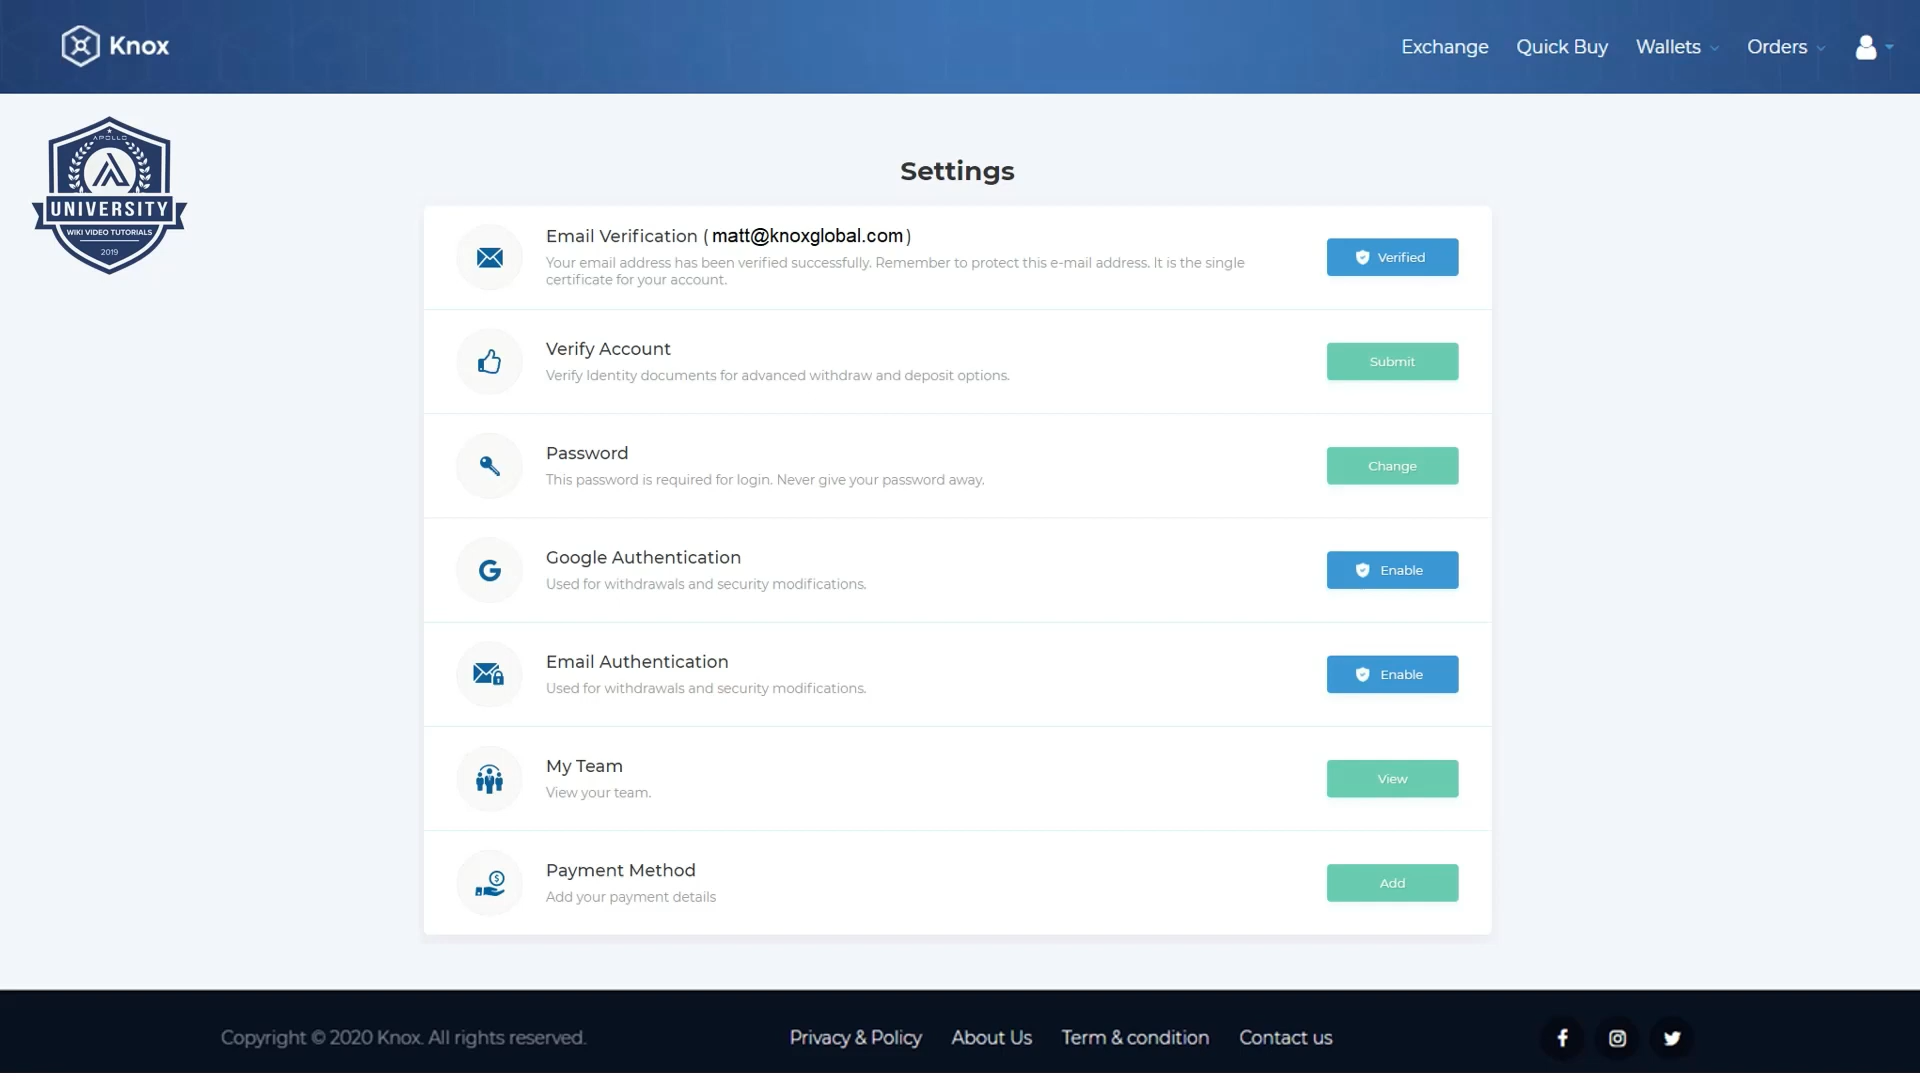 Knox
Exchange Quick Buy Wallets Orders
APOLLO
UNIVERSITY
WIKI VIDEO TUTORIALS
2019
Settings
Email Verification ( matt@knoxglobal.com )
Your email address has been verified successfully. Remember to protect this e-mail address. It is the single
certificate for your account.
Verified
Verify Account
Verify Identity documents for advanced withdraw and deposit options.
Submit
Password
This password is required for login. Never give your password away.
Change
Google Authentication
Used for withdrawals and security modifications.
Enable
Email Authentication
Used for withdrawals and security modifications.
Enable
My Team
View your team.
View
Payment Method
Add your payment details
Add
Copyright © 2020 Knox. All rights reserved.
Privacy & Policy About Us Term & condition Contact us